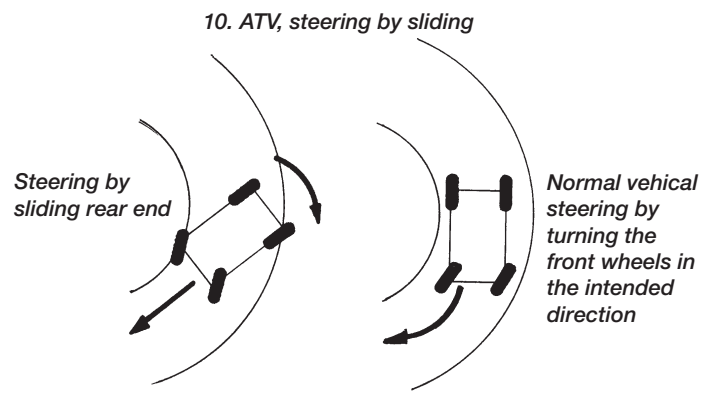 10. ATV, steering by sliding
Steering by
sliding rear end
Normal vehical
steering by
turning the
front wheels in
the intended
direction